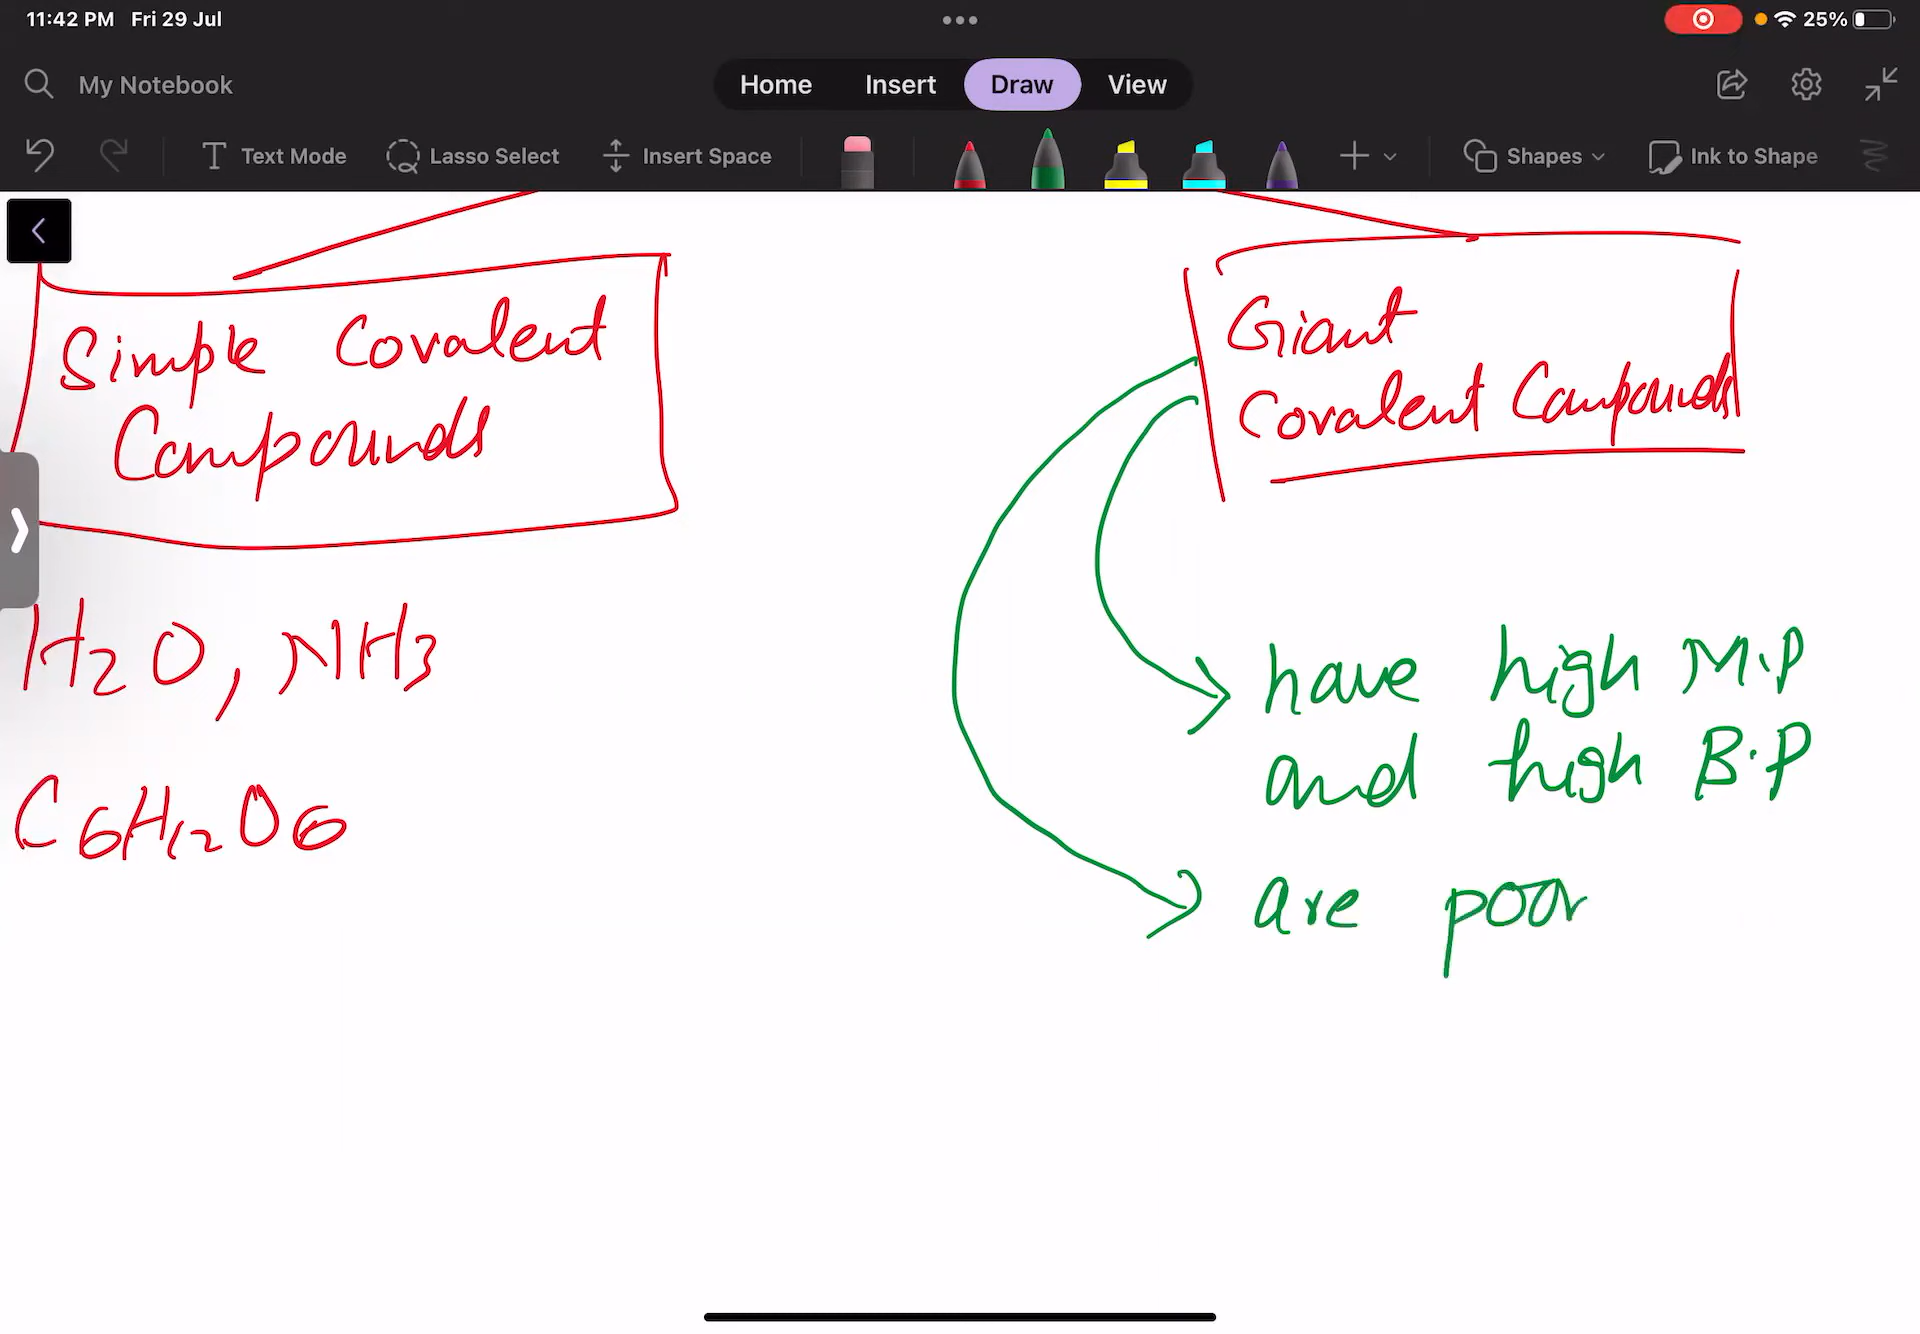 11:42 PM Fri 29 Jul
25%
My Notebook
Home Insert Draw View
Text Mode Lasso Select Insert Space Shapes Ink to Shape
Simple Covalent
Compounds
H2O, NH3
C6H12O6
Giant
Covalent Compounds
have high M.P
and high B.P
are poor